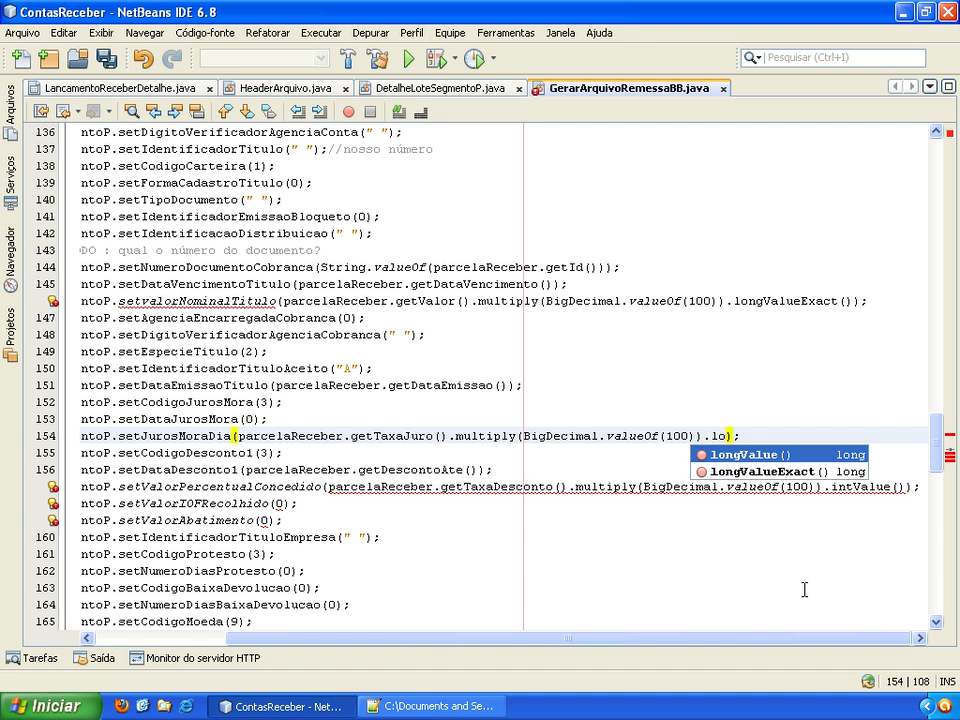 ContasReceber - NetBeans IDE 6.8
Arquivo Editar Exibir Navegar Código-fonte Refatorar Executar Depurar Perfil Equipe Ferramentas Janela Ajuda
Pesquisar (Ctrl+I)
LancamentoReceberDetalhe.java HeaderArquivo.java DetalheLoteSegmentoP.java GerarArquivoRemessaBB.java
Arquivos
Serviços
Navegador
Projetos
136 ntoP.setDigitoVerificadorAgenciaConta(" ");
137 ntoP.setIdentificadorTitulo(" ");//nosso número
138 ntoP.setCodigoCarteira(1);
139 ntoP.setFormaCadastroTitulo(0);
140 ntoP.setTipoDocumento(" ");
141 ntoP.setIdentificadorEmissaoBloqueto(0);
142 ntoP.setIdentificacaoDistribuicao(" ");
143 DO : qual o número do documento?
144 ntoP.setNumeroDocumentoCobranca(String.valueOf(parcelaReceber.getId()));
145 ntoP.setDataVencimentoTitulo(parcelaReceber.getDataVencimento());
ntoP.setvalorNominalTitulo(parcelaReceber.getValor().multiply(BigDecimal.valueOf(100)).longValueExact());
147 ntoP.setAgenciaEncarregadaCobranca(0);
148 ntoP.setDigitoVerificadorAgenciaCobranca(" ");
149 ntoP.setEspecieTitulo(2);
150 ntoP.setIdentificadorTituloAceito("A");
151 ntoP.setDataEmissaoTitulo(parcelaReceber.getDataEmissao());
152 ntoP.setCodigoJurosMora(3);
153 ntoP.setDataJurosMora(0);
154 ntoP.setJurosMoraDia(parcelaReceber.getTaxaJuro().multiply(BigDecimal.valueOf(100)).lo);
155 ntoP.setCodigoDesconto1(3);
longValue() long
156 ntoP.setDataDesconto1(parcelaReceber.getDescontoAte());
longValueExact() long
ntoP.setValorPercentualConcedido(parcelaReceber.getTaxaDesconto().multiply(BigDecimal.valueOf(100)).intValue());
ntoP.setValorIOFRecolhido(0);
ntoP.setValorAbatimento(0);
160 ntoP.setIdentificadorTituloEmpresa(" ");
161 ntoP.setCodigoProtesto(3);
162 ntoP.setNumeroDiasProtesto(0);
163 ntoP.setCodigoBaixaDevolucao(0);
164 ntoP.setNumeroDiasBaixaDevolucao(0);
165 ntoP.setCodigoMoeda(9);
Tarefas Saída Monitor do servidor HTTP
154 | 108 INS
Iniciar ContasReceber - Net... C:\Documents and Se...